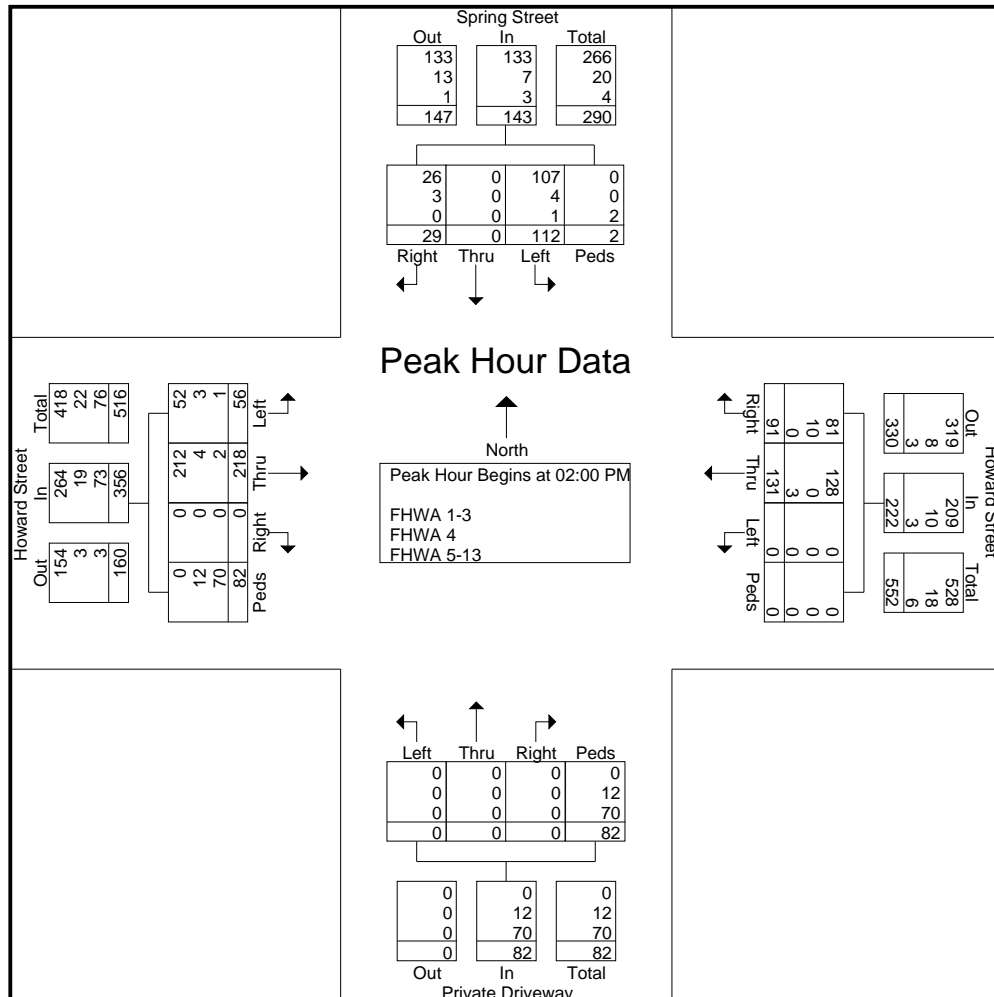 Spring Street
Out In Total
133 133 266
13 7 20
1 3 4
147 143 290
26 0 107 0
3 0 4 0
0 0 1 2
29 0 112 2
Right Thru Left Peds
Peak Hour Data
North
Peak Hour Begins at 02:00 PM
FHWA 1-3
FHWA 4
FHWA 5-13
Howard Street
Total In Out
418 264 154
22 19 3
76 73 3
516 356 160
52 3 1 56
212 4 2 218
0 0 0 0
0 12 70 82
Left Thru Right Peds
Howard Street
Out In Total
319 209 528
8 10 18
3 3 6
330 222 552
81 10 0 91
128 0 3 131
0 0 0 0
0 0 0 0
Right Thru Left Peds
Left Thru Right Peds
0 0 0 0
0 0 0 12
0 0 0 70
0 0 0 82
0 0 0
0 12 12
0 70 70
0 82 82
Out In Total
Private Driveway